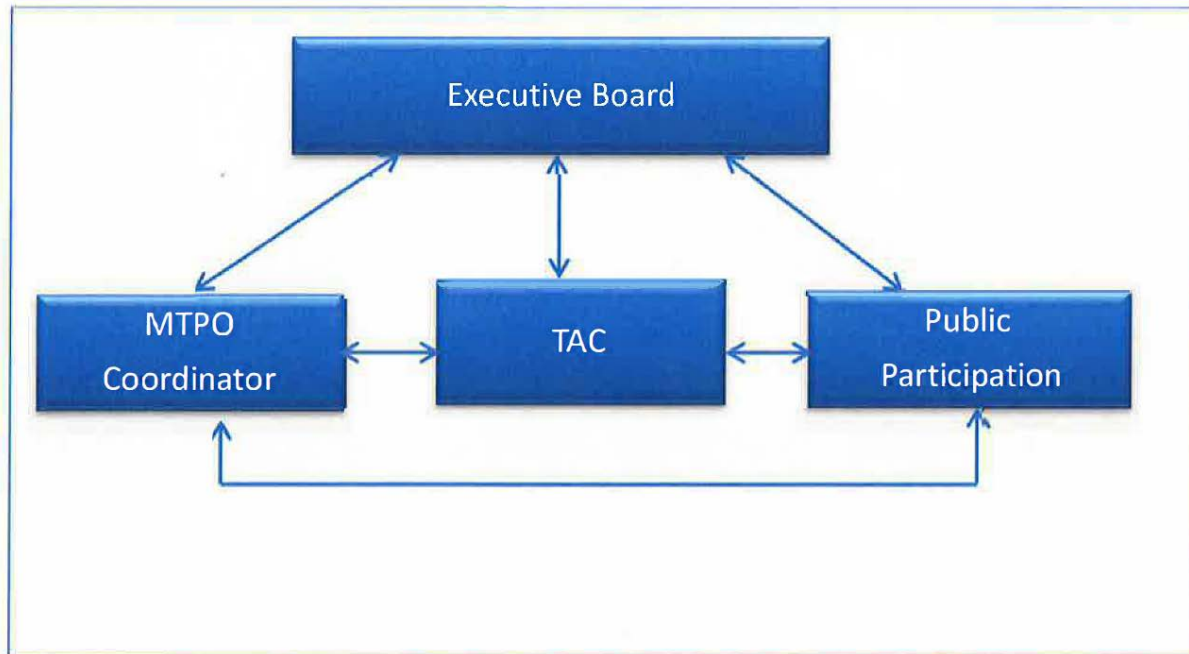 Executive Board
MTPO
Coordinator
TAC
Public
Participation